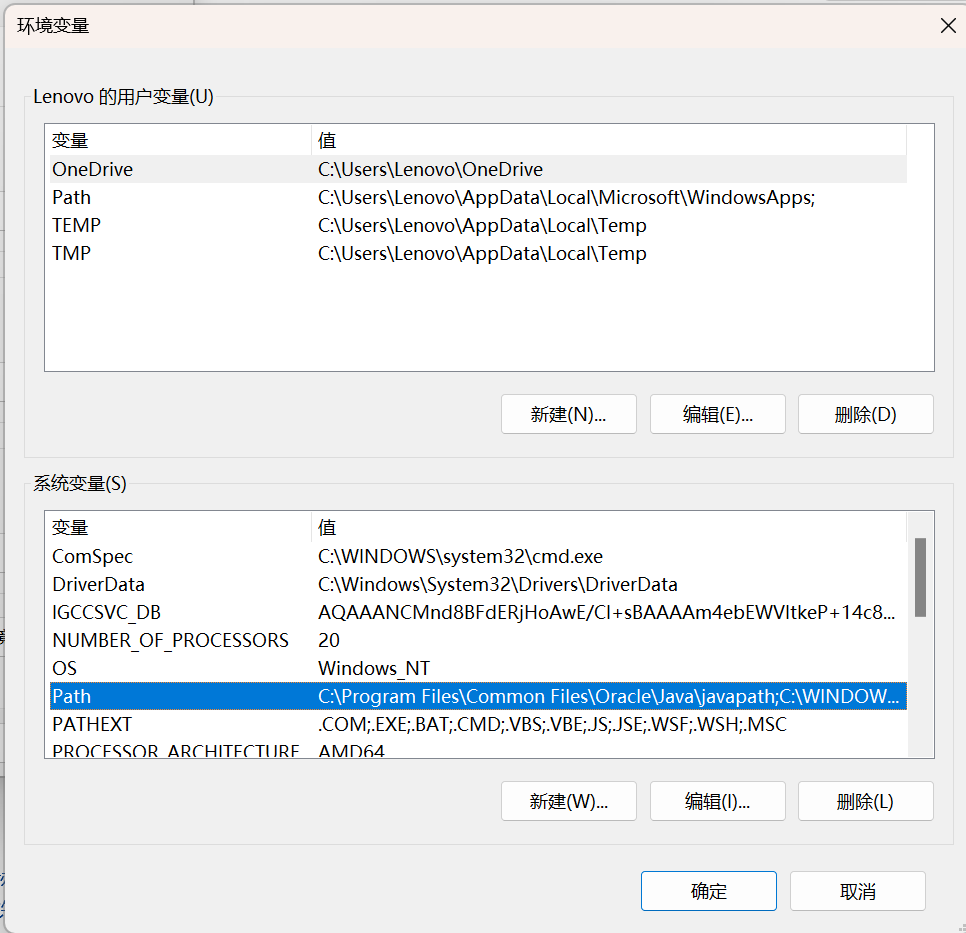 环境变量
Lenovo 的用户变量(U)
变量 值
OneDrive C:\Users\Lenovo\OneDrive
Path C:\Users\Lenovo\AppData\Local\Microsoft\WindowsApps;
TEMP C:\Users\Lenovo\AppData\Local\Temp
TMP C:\Users\Lenovo\AppData\Local\Temp
新建(N)... 编辑(E)... 删除(D)
系统变量(S)
变量 值
ComSpec C:\WINDOWS\system32\cmd.exe
DriverData C:\Windows\System32\Drivers\DriverData
IGCCSVC_DB AQAAANCMnd8BFdERjHoAwE/Cl+sBAAAAm4ebEWVItkeP+14c8...
NUMBER_OF_PROCESSORS 20
OS Windows_NT
Path C:\Program Files\Common Files\Oracle\Java\javapath;C:\WINDOW...
PATHEXT .COM;.EXE;.BAT;.CMD;.VBS;.VBE;.JS;.JSE;.WSF;.WSH;.MSC
PROCESSOR_ARCHITECTURE AMD64
新建(W)... 编辑(I)... 删除(L)
确定 取消